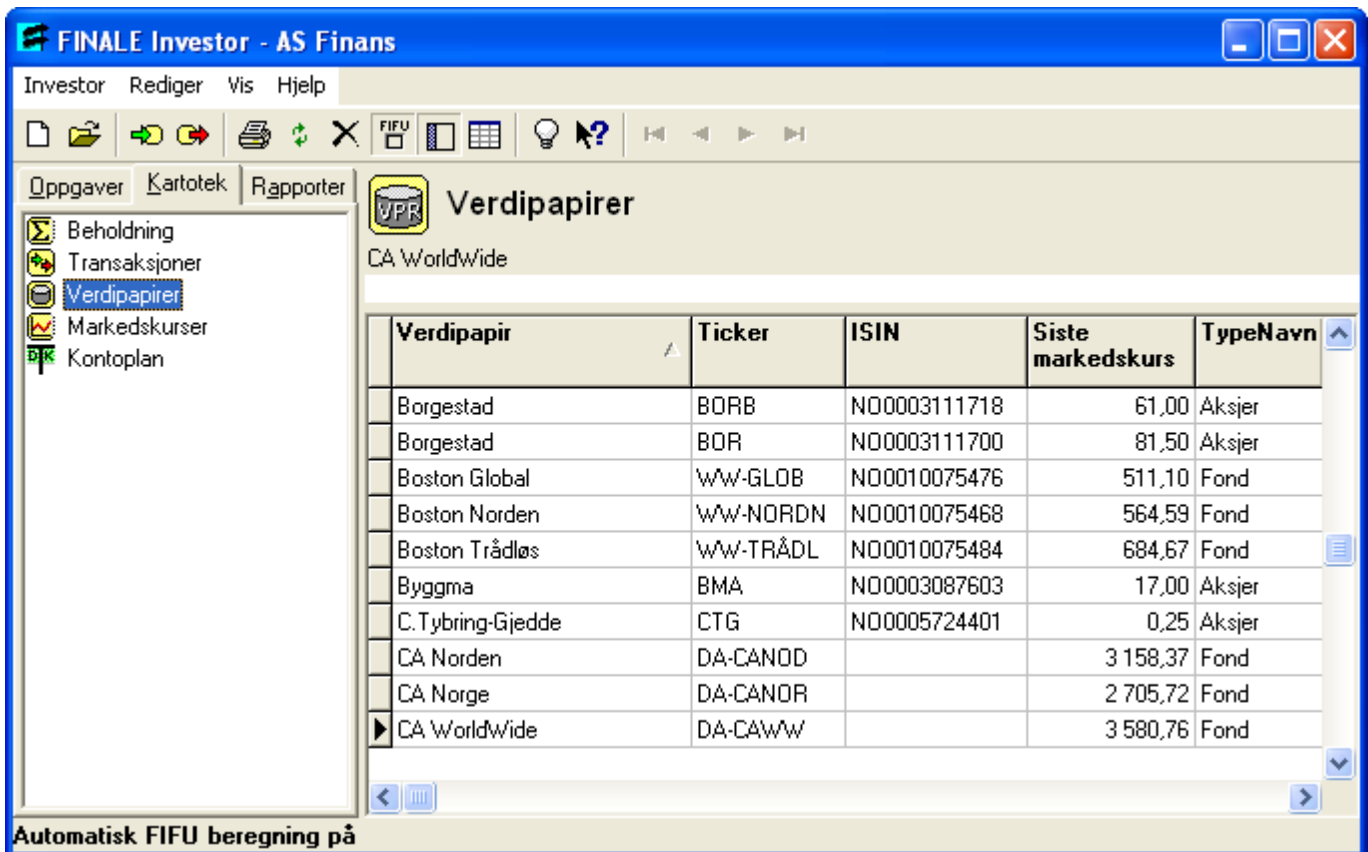 FINALE Investor - AS Finans
Investor Rediger Vis Hjelp
FIFU
Oppgaver Kartotek Rapporter
VPR Verdipapirer
Beholdning
Transaksjoner
Verdipapirer
Markedskurser
DTK Kontoplan
CA WorldWide
Verdipapir Ticker ISIN Siste markedskurs TypeNavn
Borgestad BORB NO0003111718 61,00 Aksjer
Borgestad BOR NO0003111700 81,50 Aksjer
Boston Global WW-GLOB NO0010075476 511,10 Fond
Boston Norden WW-NORDN NO0010075468 564,59 Fond
Boston Trådløs WW-TRÅDL NO0010075484 684,67 Fond
Byggma BMA NO0003087603 17,00 Aksjer
C.Tybring-Gjedde CTG NO0005724401 0,25 Aksjer
CA Norden DA-CANOD 3 158,37 Fond
CA Norge DA-CANOR 2 705,72 Fond
CA WorldWide DA-CAWW 3 580,76 Fond
Automatisk FIFU beregning på